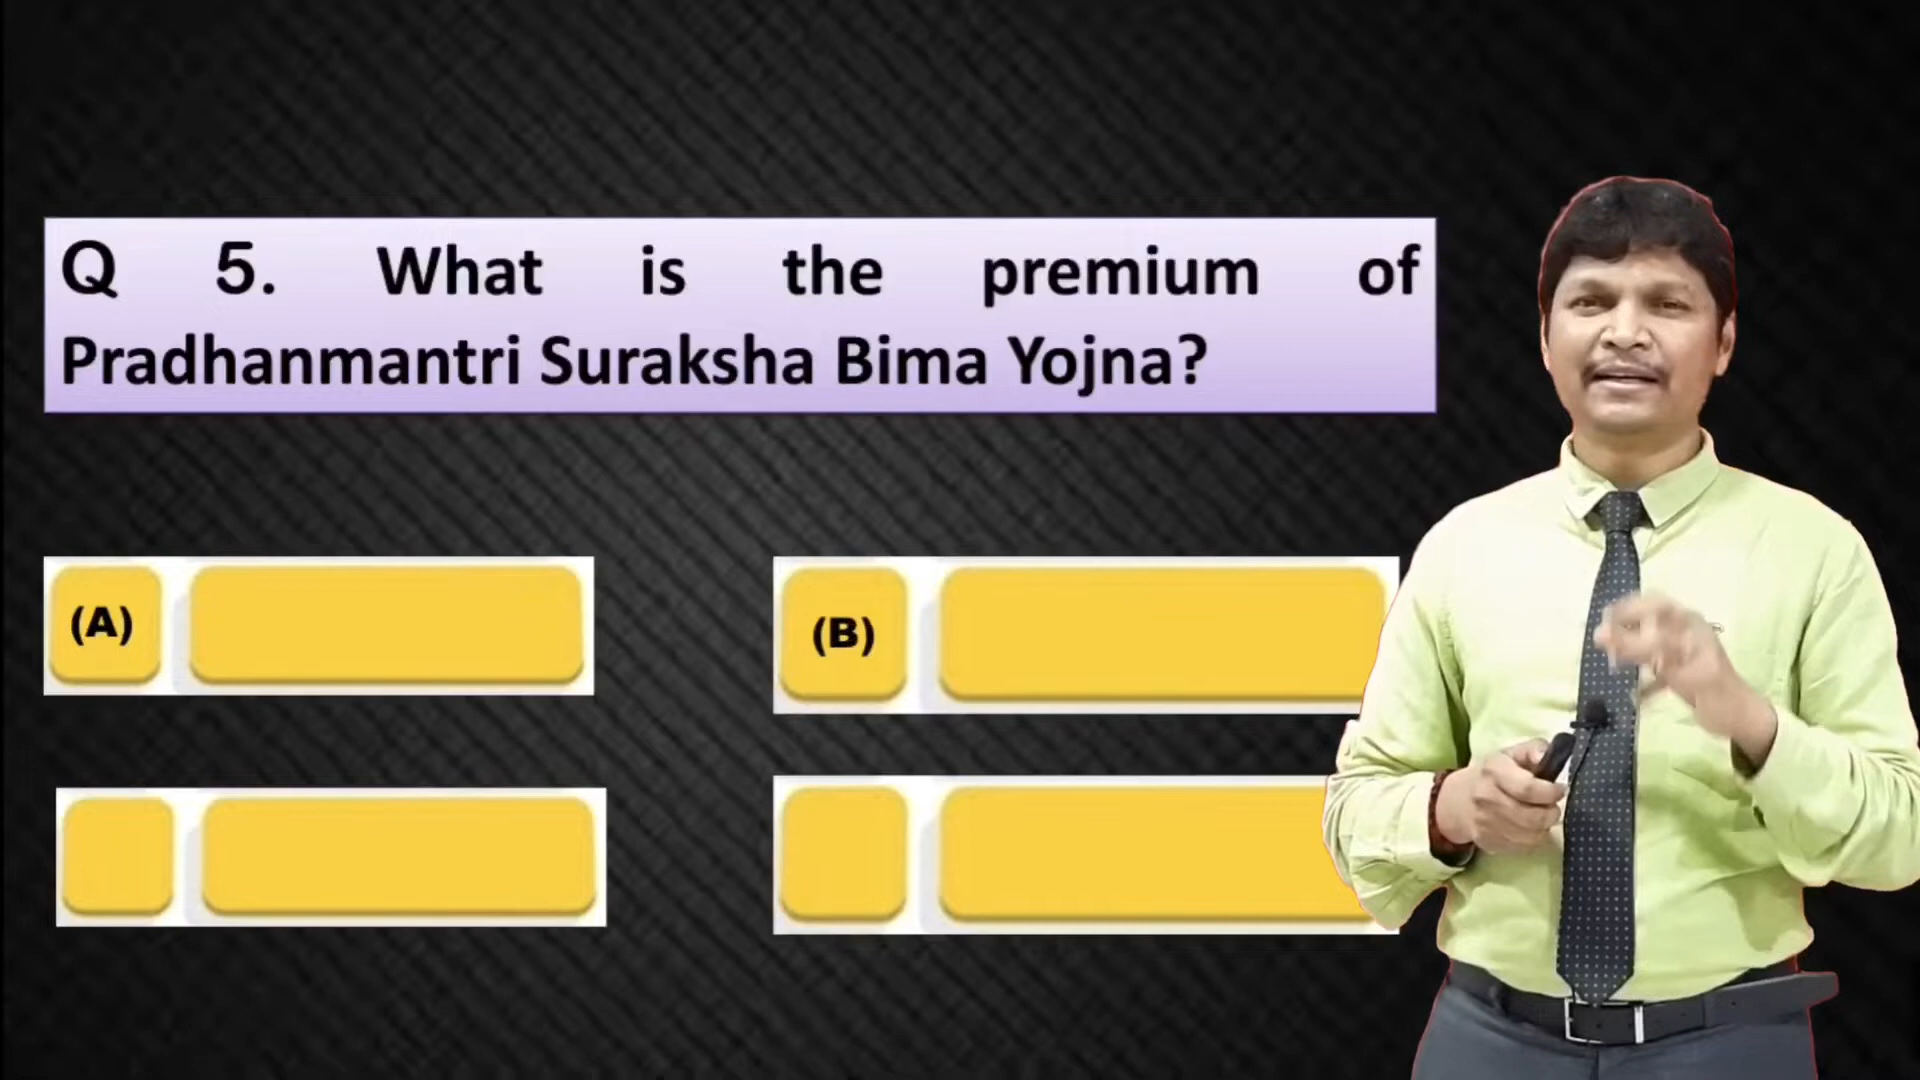 Q 5. What is the premium of
Pradhanmantri Suraksha Bima Yojna?
(A)
(B)